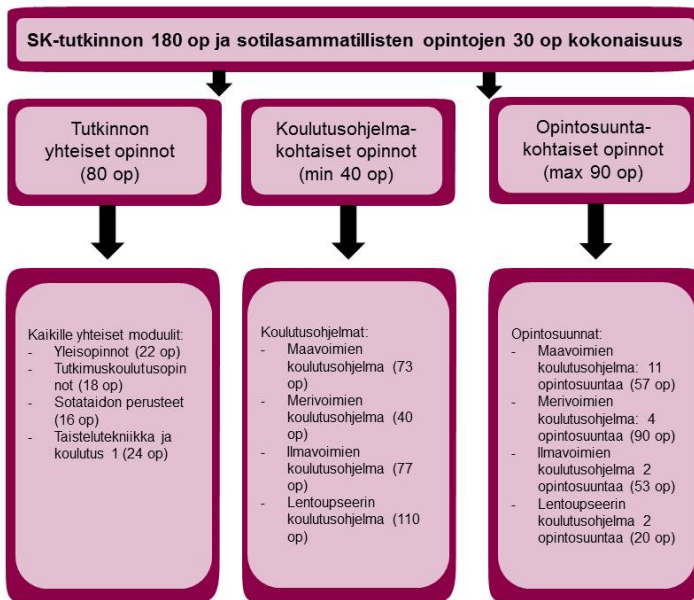 SK-tutkinnon 180 op ja sotilasammatillisten opintojen 30 op kokonaisuus
Tutkinnon
yhteiset opinnot
(80 op)
Koulutusohjelma-
kohtaiset opinnot
(min 40 op)
Opintosuunta-
kohtaiset opinnot
(max 90 op)
Kaikille yhteiset moduulit:
- Yleisopinnot (22 op)
- Tutkimuskoulutusopi
nnot (18 op)
- Sotataidon perusteet
(16 op)
- Taistelutekniikka ja
koulutus 1 (24 op)
Koulutusohjelmat:
- Maavoimien
koulutusohjelma (73
op)
- Merivoimien
koulutusohjelma (40
op)
- Ilmavoimien
koulutusohjelma (77
op)
- Lentoupseerin
koulutusohjelma (110
op)
Opintosuunnat:
- Maavoimien
koulutusohjelma: 11
opintosuuntaa (57 op)
- Merivoimien
koulutusohjelma: 4
opintosuuntaa (90 op)
- Ilmavoimien
koulutusohjelma 2
opintosuuntaa (53 op)
- Lentoupseerin
koulutusohjelma 2
opintosuuntaa (20 op)